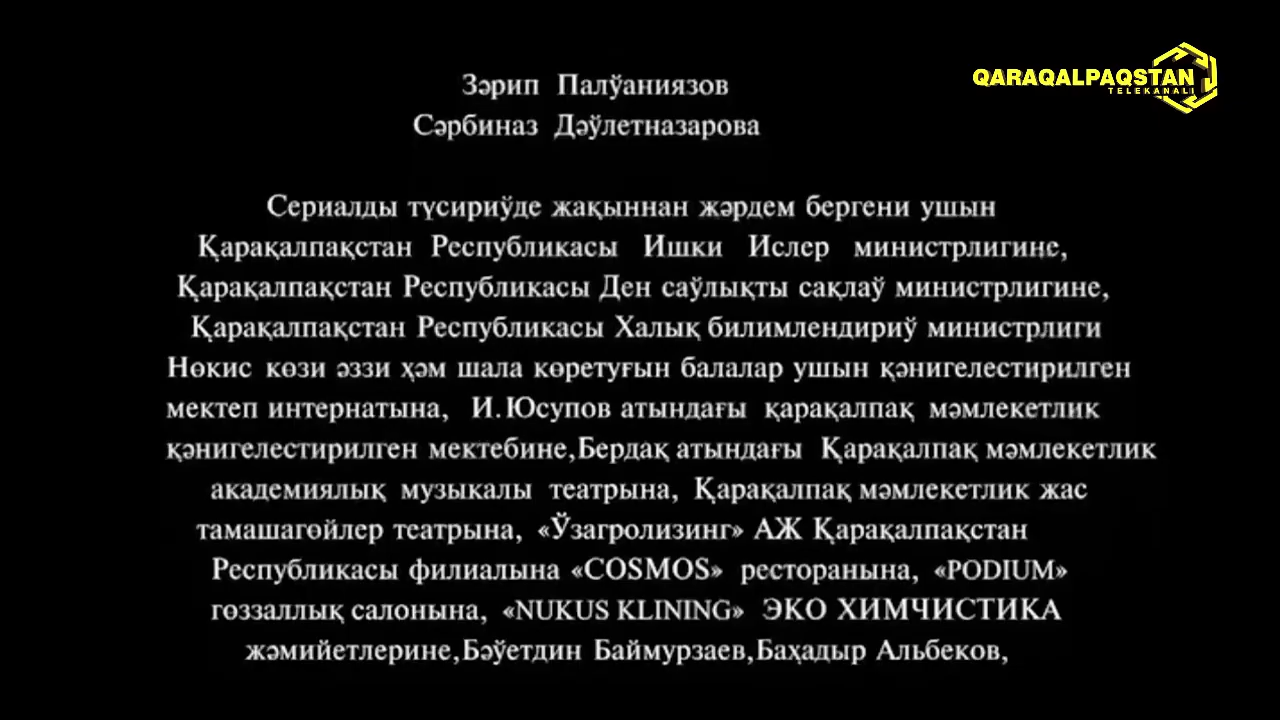 QARAQALPAQSTAN
TELEKANALI
Зәрип Палўаниязов
Сәрбиназ Дәўлетназарова
Сериалды түсириўде жақыннан жәрдем бергени ушын
Қарақалпақстан Республикасы Ишки Ислер министрлигине,
Қарақалпақстан Республикасы Ден саўлықты сақлаў министрлигине,
Қарақалпақстан Республикасы Халық билимлендириў министрлиги
Нөкис көзи әззи ҳәм шала көретуғын балалар ушын қәнигелестирилген
мектеп интернатына, И.Юсупов атындағы қарақалпақ мәмлекетлик
қәнигелестирилген мектебине,Бердақ атындағы Қарақалпақ мәмлекетлик
академиялық музыкалы театрына, Қарақалпақ мәмлекетлик жас
тамашагөйлер театрына, «Ўзагролизинг» АЖ Қарақалпақстан
Республикасы филиалына «COSMOS» ресторанына, «PODIUM»
гөззаллық салонына, «NUKUS KLINING» ЭКО ХИМЧИСТИКА
жәмийетлерине,Бәўетдин Баймурзаев,Баҳадыр Альбеков,